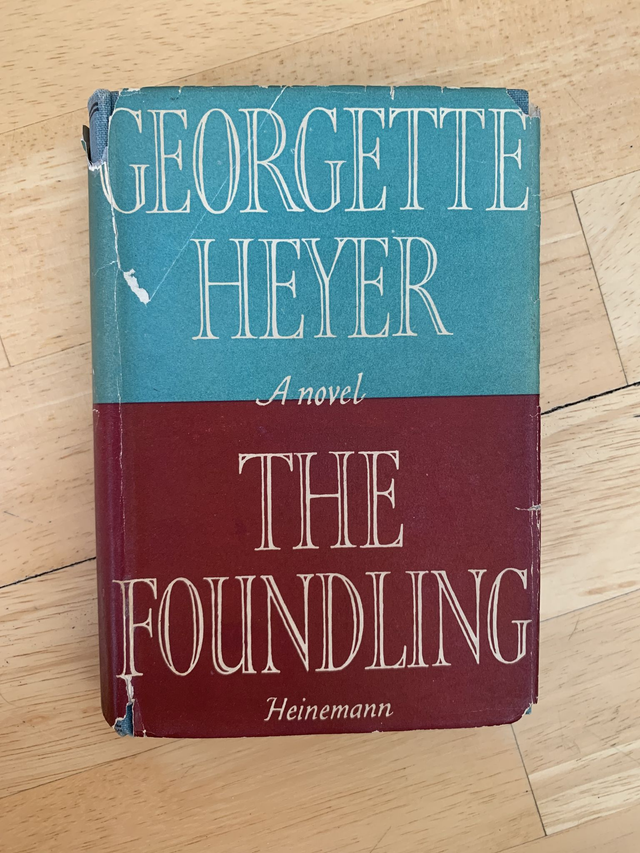 GEORGETTE
HEYER
A novel
THE
FOUNDLING
Heinemann